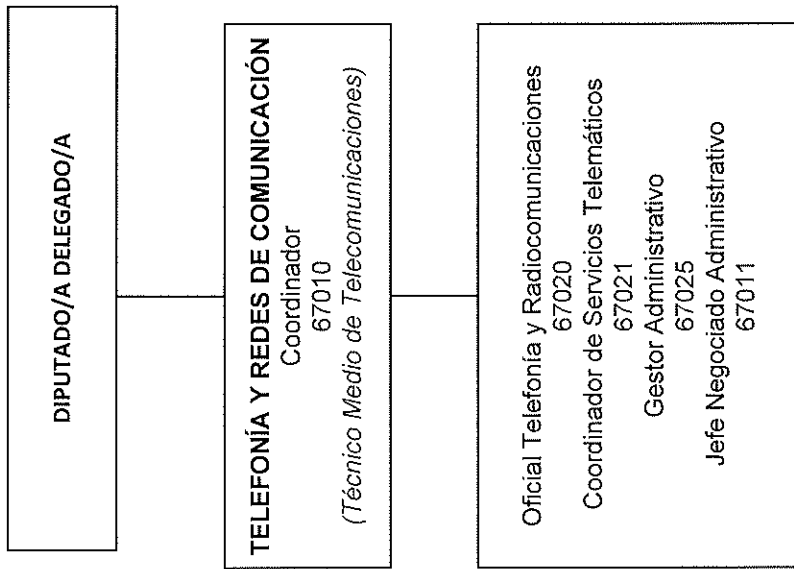 DIPUTADO/A DELEGADO/A
TELEFONÍA Y REDES DE COMUNICACIÓN
Coordinador
67010
(Técnico Medio de Telecomunicaciones)
Oficial Telefonía y Radiocomunicaciones
67020
Coordinador de Servicios Telemáticos
67021
Gestor Administrativo
67025
Jefe Negociado Administrativo
67011